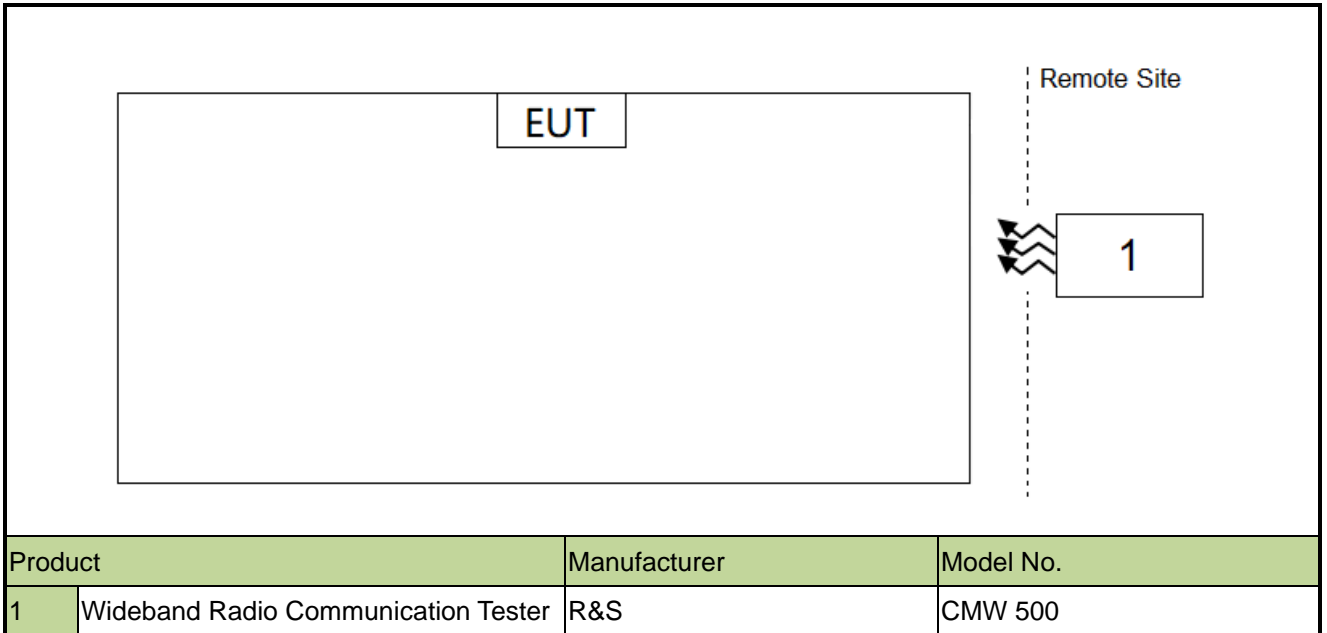 Remote Site
EUT
1
Product Manufacturer Model No.
1 Wideband Radio Communication Tester R&S CMW 500